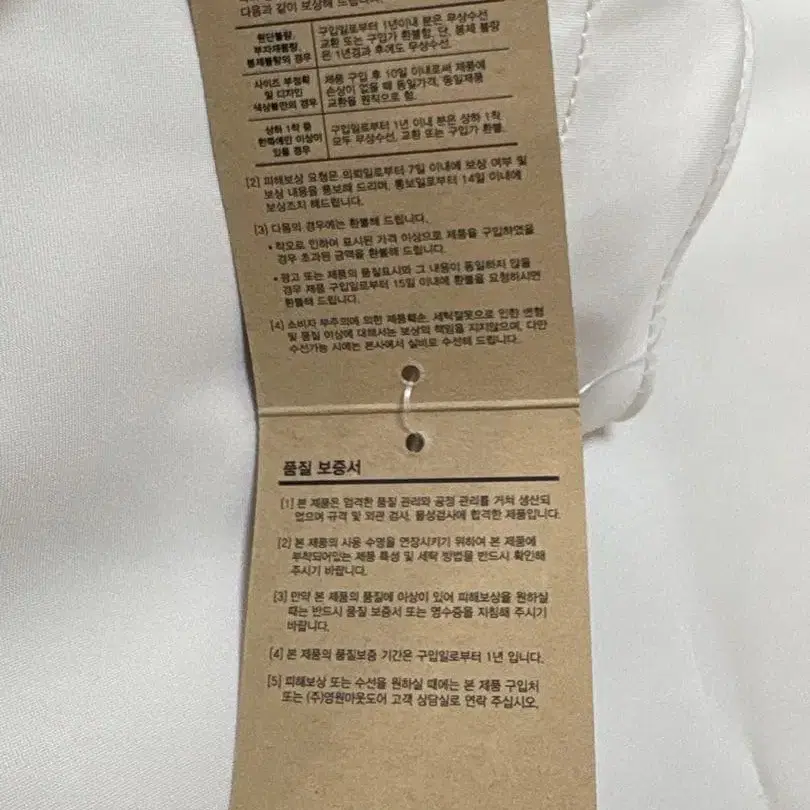 다음과 같이 보상해 드립니다.
원단불량,
부자재불량,
봉제불량의 경우
구입일로부터 1년이내 분은 무상수선
교환 또는 구입가 환불함. 단, 봉제 불량
은 1년경과 후에도 무상수선.
사이즈 부정확
및 디자인
색상불만의 경우
제품 구입 후 10일 이내로써 제품에
손상이 없을 때 동일가격, 동일제품
교환을 원칙으로 함.
상하 1착 중
한쪽에만 이상이
있을 경우
구입일로부터 1년 이내 분은 상하 1착
모두 무상수선, 교환 또는 구입가 환불.
[2] 피해보상 요청은 의뢰일로부터 7일 이내에 보상 여부 및
보상 내용을 통보해 드리며, 통보일로부터 14일 이내에
보상조치 해드립니다.
[3] 다음의 경우에는 환불해 드립니다.
• 착오로 인하여 표시된 가격 이상으로 제품을 구입하였을
경우 초과된 금액을 환불해 드립니다.
• 광고 또는 제품의 품질표시와 그 내용이 동일하지 않을
경우 제품 구입일로부터 15일 이내에 환불을 요청하시면
환불해 드립니다.
[4] 소비자 부주의에 의한 제품훼손, 세탁잘못으로 인한 변형
및 품질 이상에 대해서는 보상의 책임을 지지않으며, 다만
수선가능 시에는 본사에서 실비로 수선해 드립니다.
품질 보증서
[1] 본 제품은 엄격한 품질 관리와 공정 관리를 거쳐 생산되
었으며 규격 및 외관 검사, 물성검사에 합격한 제품입니다.
[2] 본 제품의 사용 수명을 연장시키기 위하여 본 제품에
부착되어있는 제품 특성 및 세탁 방법을 반드시 확인해
주시기 바랍니다.
[3] 만약 본 제품의 품질에 이상이 있어 피해보상을 원하실
때는 반드시 품질 보증서 또는 영수증을 지참해 주시기
바랍니다.
[4] 본 제품의 품질보증 기간은 구입일로부터 1년 입니다.
[5] 피해보상 또는 수선을 원하실 때에는 본 제품 구입처
또는 (주)영원아웃도어 고객 상담실로 연락 주십시오.